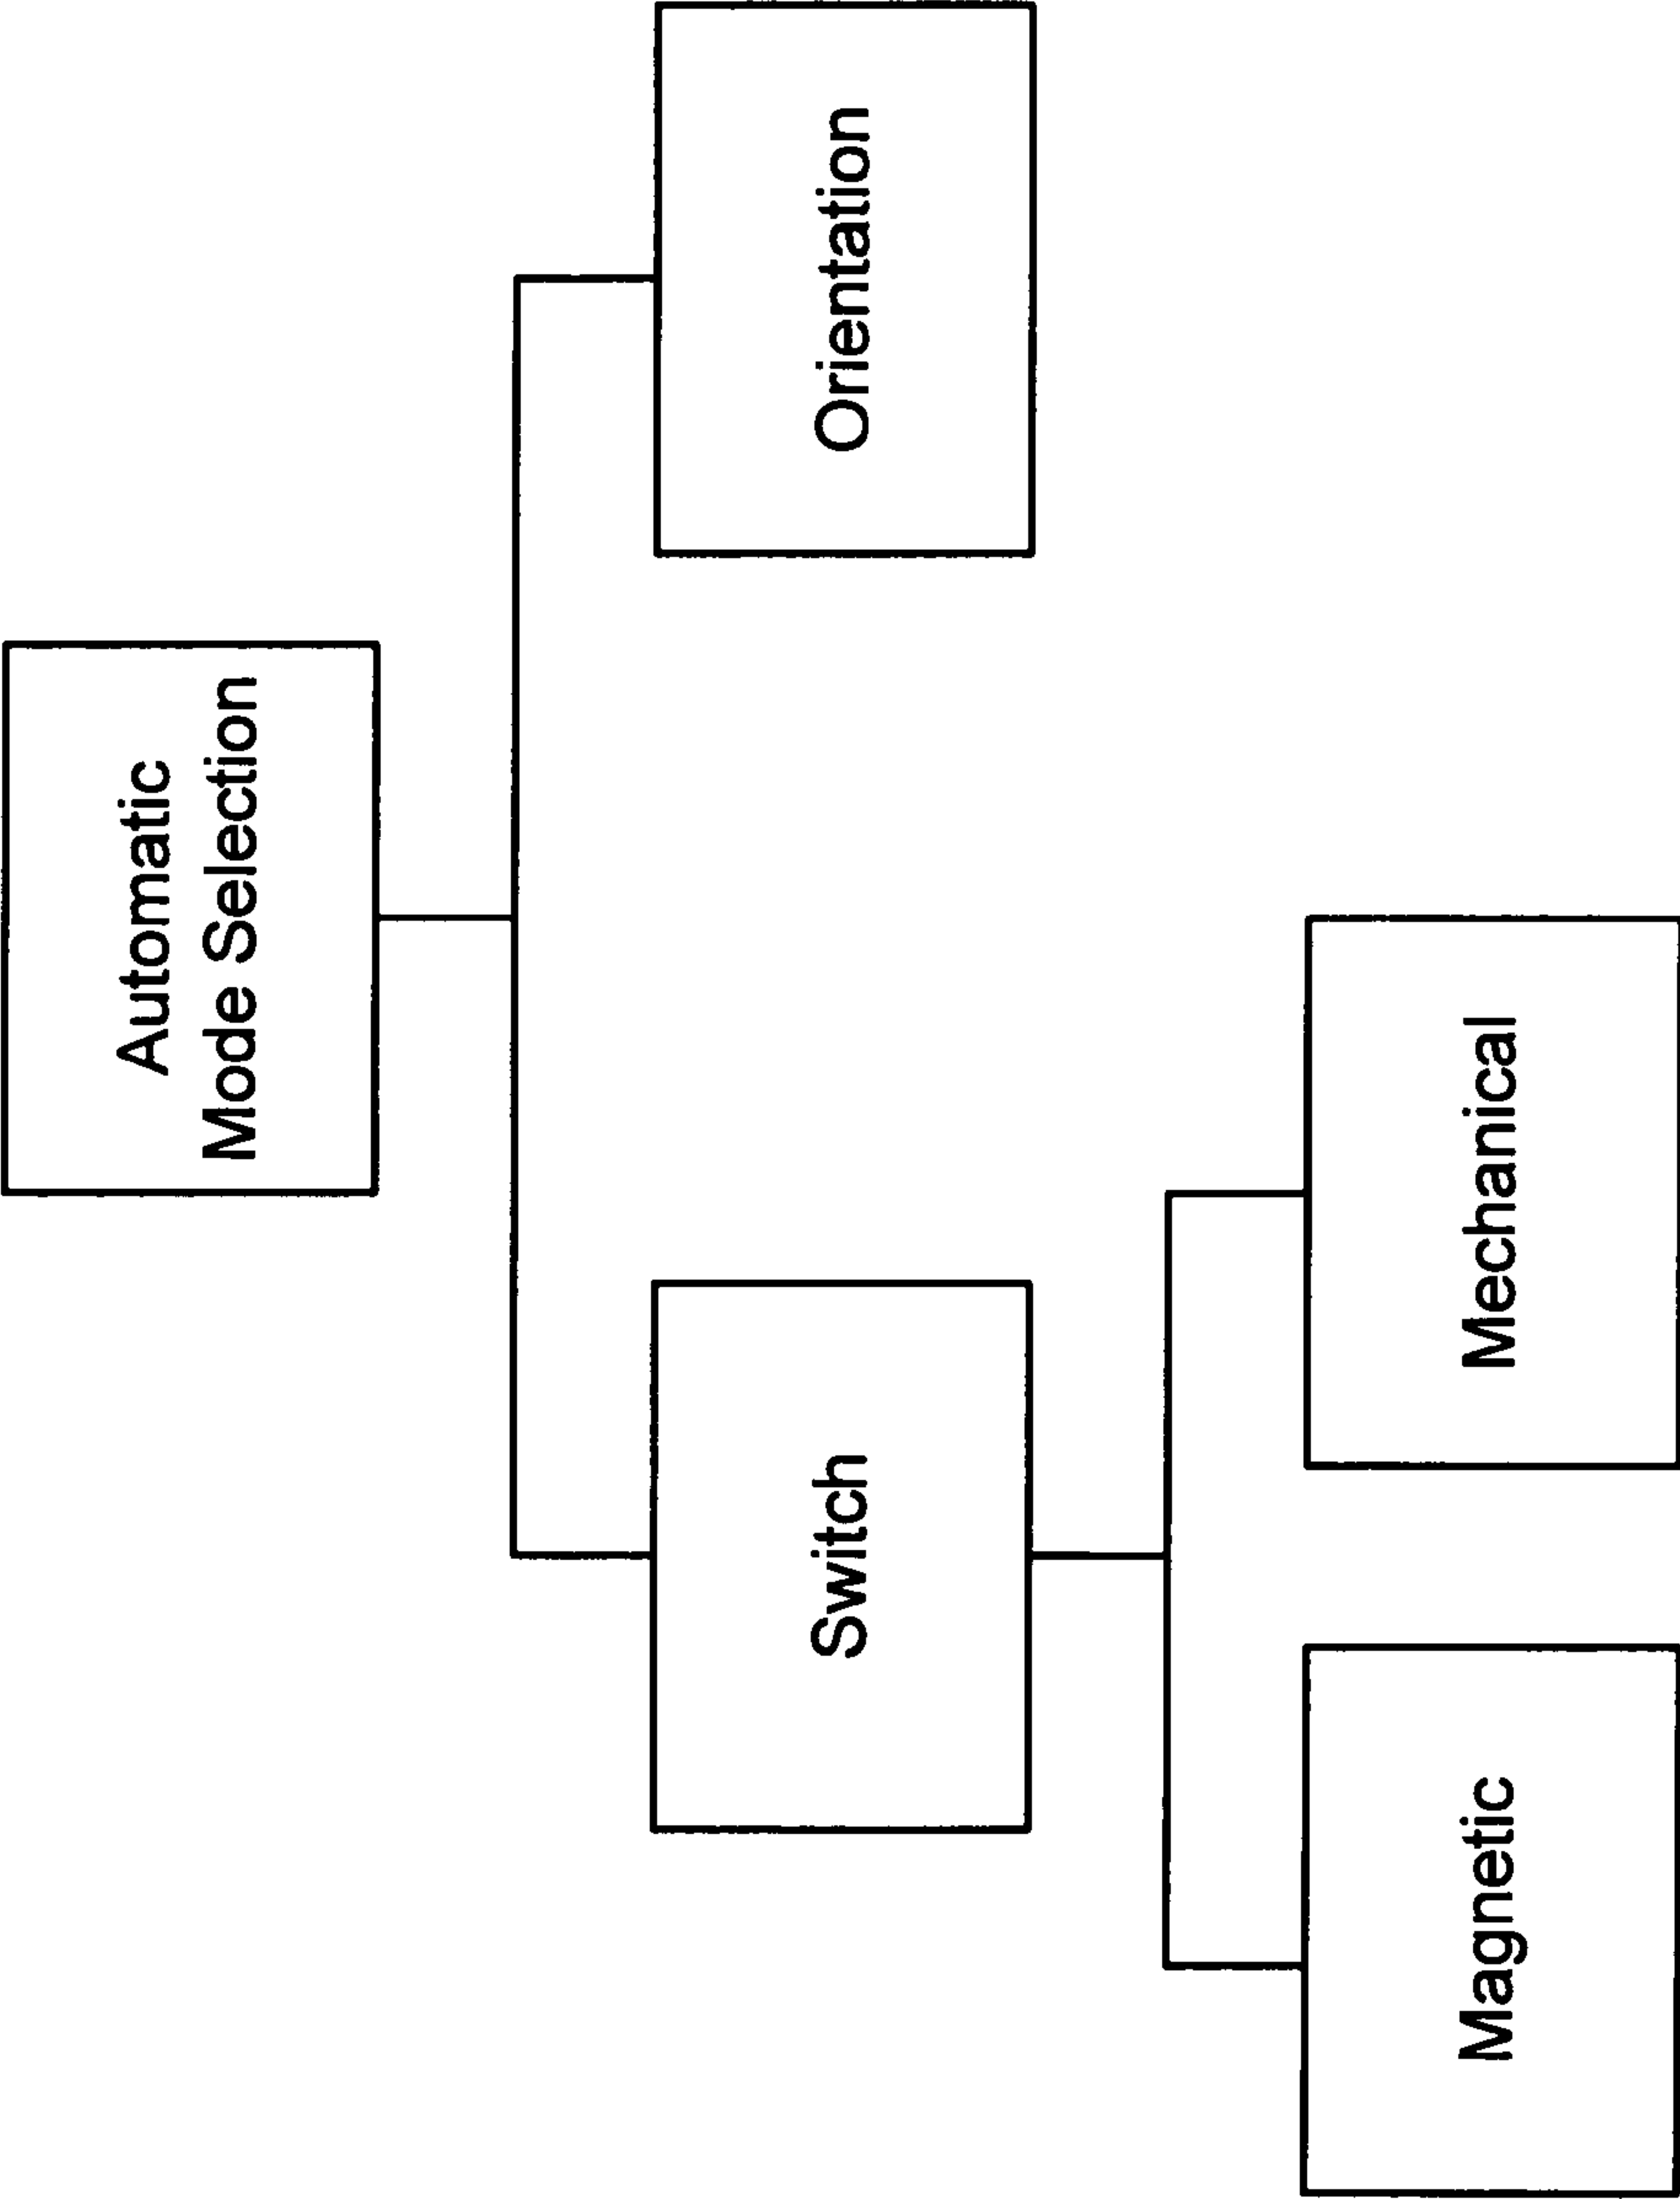 Automatic
Mode Selection
Switch
Orientation
Magnetic
Mechanical